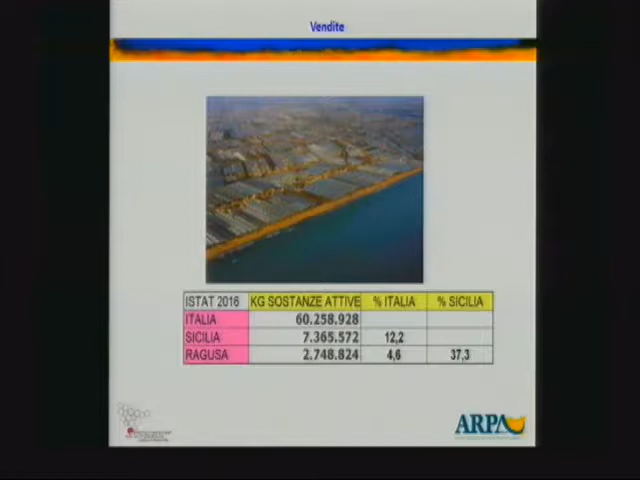 Vendite
ISTAT 2016 KG SOSTANZE ATTIVE % ITALIA % SICILIA
ITALIA 60.258.928
SICILIA 7.365.572 12,2
RAGUSA 2.748.824 4,6 37,3
ARPA